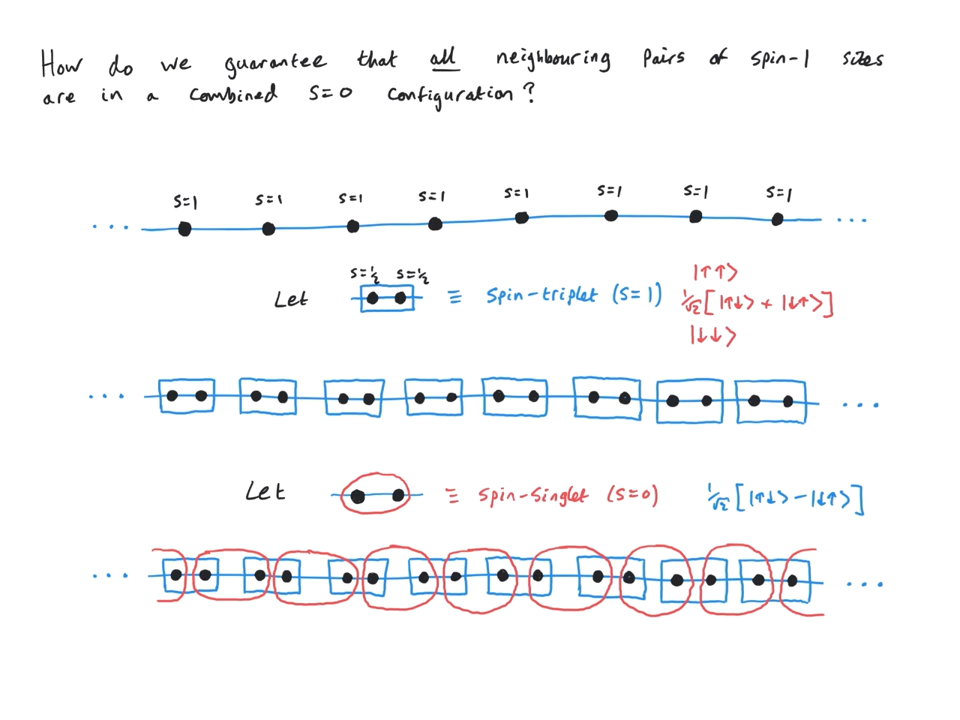 How do we guarantee that all neighbouring pairs of spin-1 sites
are in a combined S=0 configuration?
S=1 S=1 S=1 S=1 S=1 S=1 S=1 S=1
... ...
S=½ S=½
Let ≡ Spin-triplet (S=1)
|↑↑>
1/√2[|↑↓> + |↓↑>]
|↓↓>
... ...
Let ≡ Spin-Singlet (S=0) 1/√2[|↑↓>-|↓↑>]
... ...